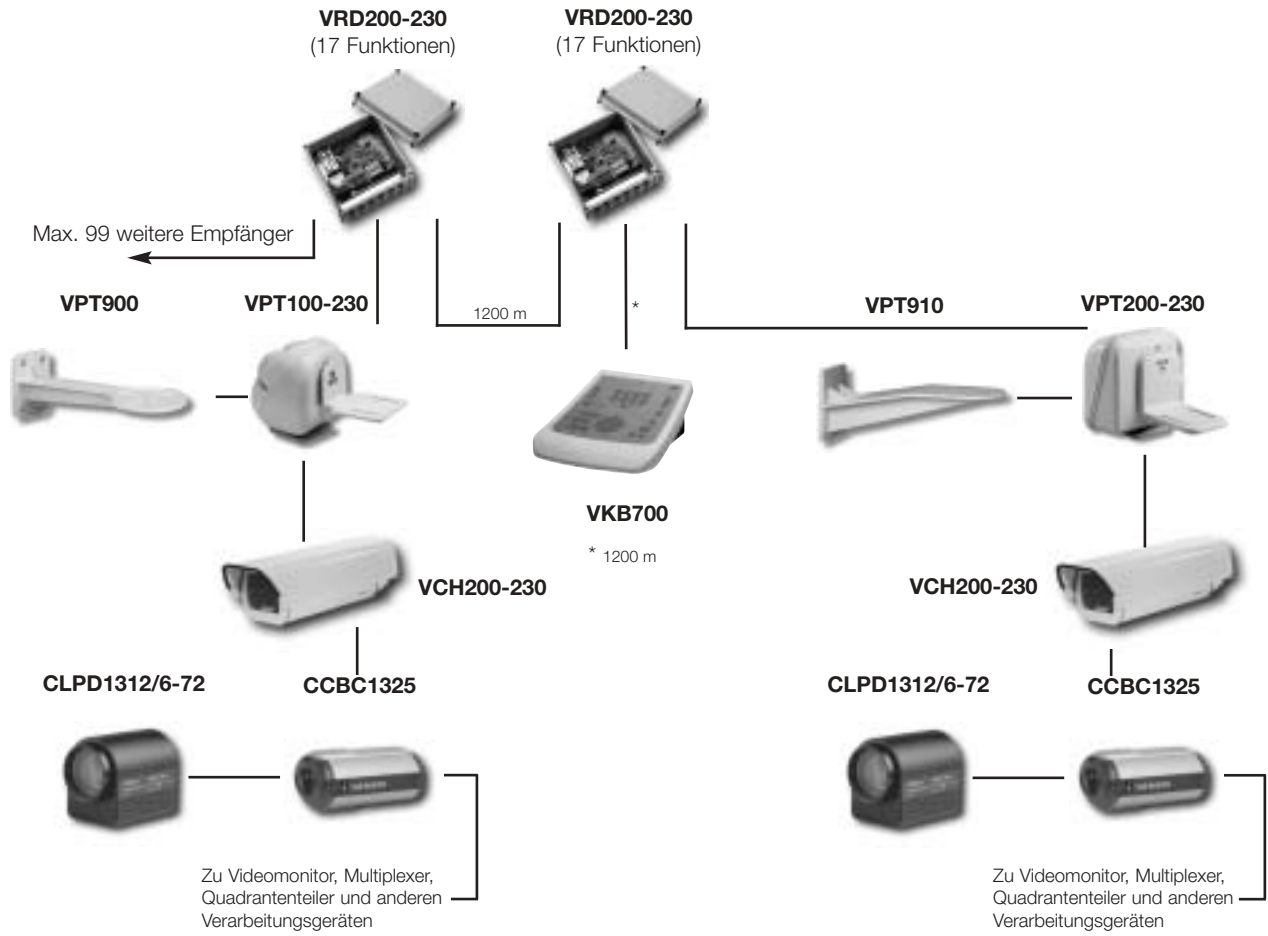 VRD200-230
(17 Funktionen)
VRD200-230
(17 Funktionen)
Max. 99 weitere Empfänger
VPT900
VPT100-230
1200 m
*
VPT910
VPT200-230
VKB700
* 1200 m
VCH200-230
VCH200-230
CLPD1312/6-72
CCBC1325
CLPD1312/6-72
CCBC1325
Zu Videomonitor, Multiplexer,
Quadrantenteiler und anderen
Verarbeitungsgeräten
Zu Videomonitor, Multiplexer,
Quadrantenteiler und anderen
Verarbeitungsgeräten